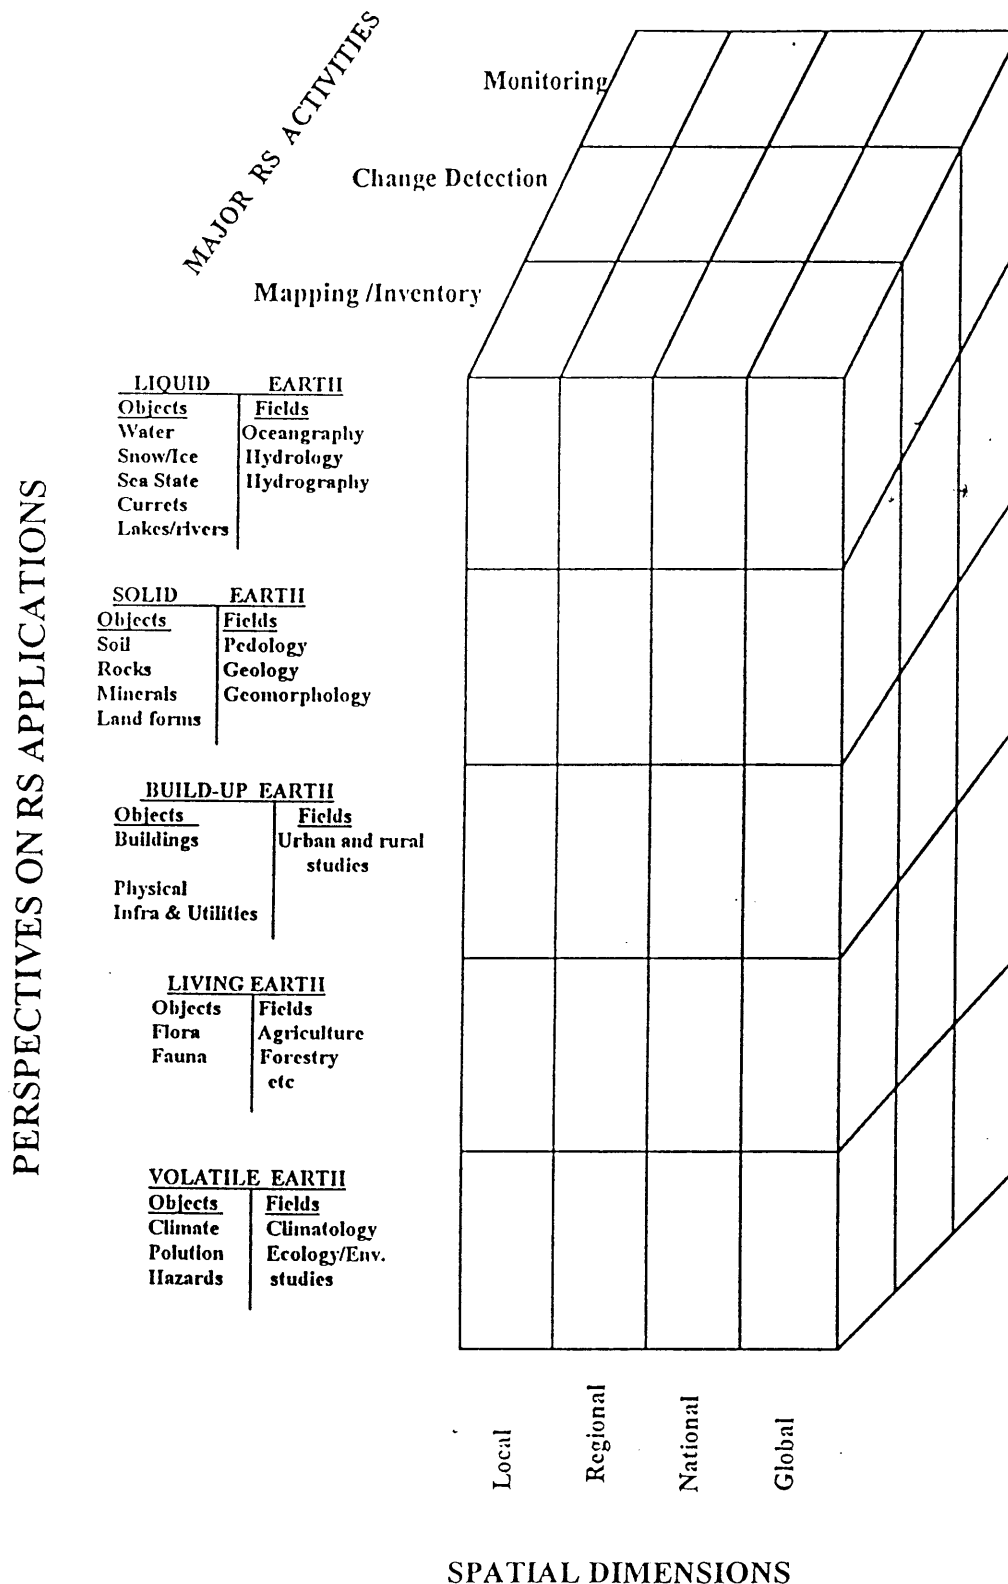 MAJOR RS ACTIVITIES
Monitoring
Change Detection
Mapping /Inventory
PERSPECTIVES ON RS APPLICATIONS
LIQUID EARTH
Objects Fields
Water Oceangraphy
Snow/Ice Hydrology
Sea State Hydrography
Currets
Lakes/rivers
SOLID EARTH
Objects Fields
Soil Pedology
Rocks Geology
Minerals Geomorphology
Land forms
BUILD-UP EARTH
Objects Fields
Buildings Urban and rural
studies
Physical
Infra & Utilities
LIVING EARTH
Objects Fields
Flora Agriculture
Fauna Forestry
etc
VOLATILE EARTH
Objects Fields
Climate Climatology
Polution Ecology/Env.
Hazards studies
Local
Regional
National
Global
SPATIAL DIMENSIONS